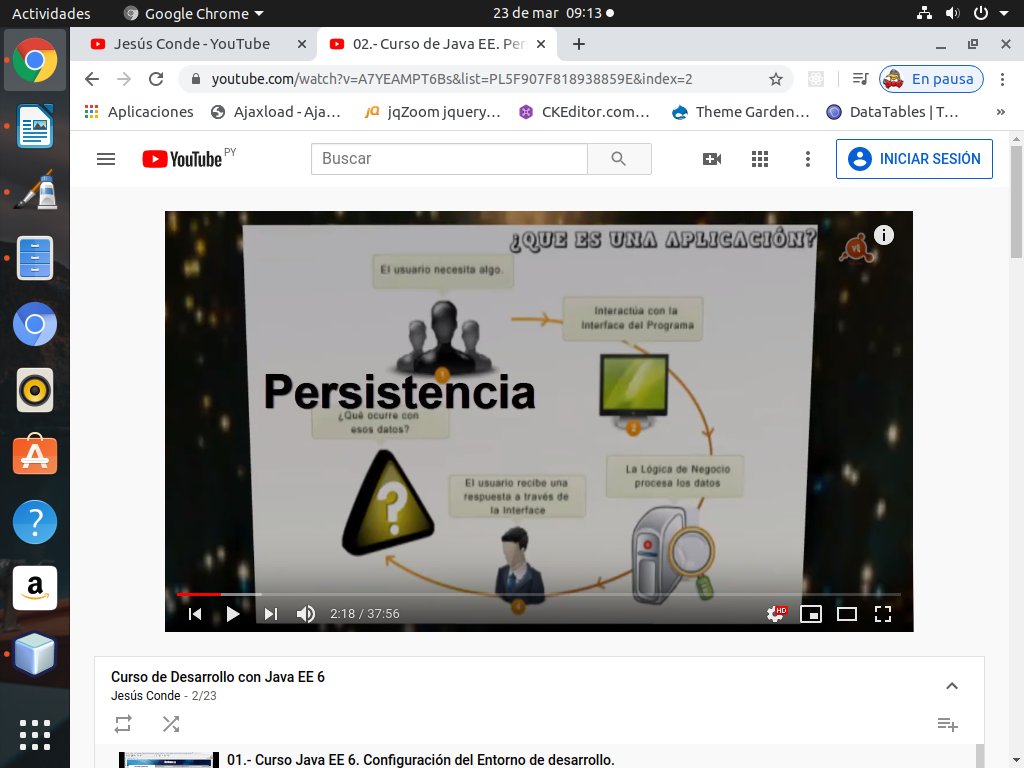 Actividades
Google Chrome
23 de mar 09:13
Jesús Conde - YouTube
02.- Curso de Java EE. Per
youtube.com/watch?v=A7YEAMPT6Bs&list=PL5F907F818938859E&index=2
En pausa
Aplicaciones
Ajaxload - Aja...
jqZoom jquery...
CKEditor.com...
Theme Garden...
DataTables | T...
»
YouTube PY
Buscar
INICIAR SESIÓN
¿QUE ES UNA APLICACIÓN?
vt
i
El usuario necesita algo.
Interactúa con la
Interface del Programa
1
Persistencia
¿Qué ocurre con
esos datos?
2
La Lógica de Negocio
procesa los datos
El usuario recibe una
respuesta a través de
la Interface
?
4
2:18 / 37:56
HD
?
a
Curso de Desarrollo con Java EE 6
Jesús Conde - 2/23
01.- Curso Java EE 6. Configuración del Entorno de desarrollo.